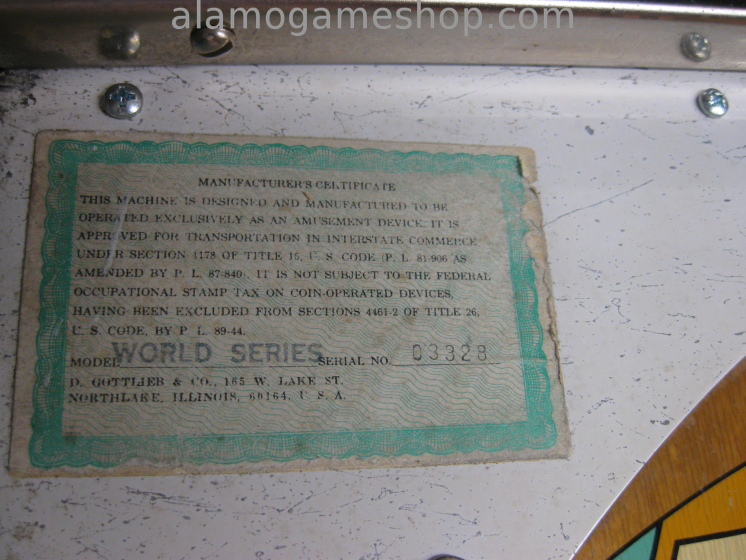 alamogameshop.com
MANUFACTURER'S CERTIFICATE
THIS MACHINE IS DESIGNED AND MANUFACTURED TO BE
OPERATED EXCLUSIVELY AS AN AMUSEMENT DEVICE. IT IS
APPROVED FOR TRANSPORTATION IN INTERSTATE COMMERCE
UNDER SECTION 1178 OF TITLE 15, U. S. CODE (P. L. 81-906 AS
AMENDED BY P. L. 87-840). IT IS NOT SUBJECT TO THE FEDERAL
OCCUPATIONAL STAMP TAX ON COIN-OPERATED DEVICES,
HAVING BEEN EXCLUDED FROM SECTIONS 4461-2 OF TITLE 26,
U. S. CODE, BY P. L. 89-44.
MODEL WORLD SERIES SERIAL NO. 03328
D. GOTTLIEB & CO., 165 W. LAKE ST.
NORTHLAKE, ILLINOIS, 60164, U. S. A.